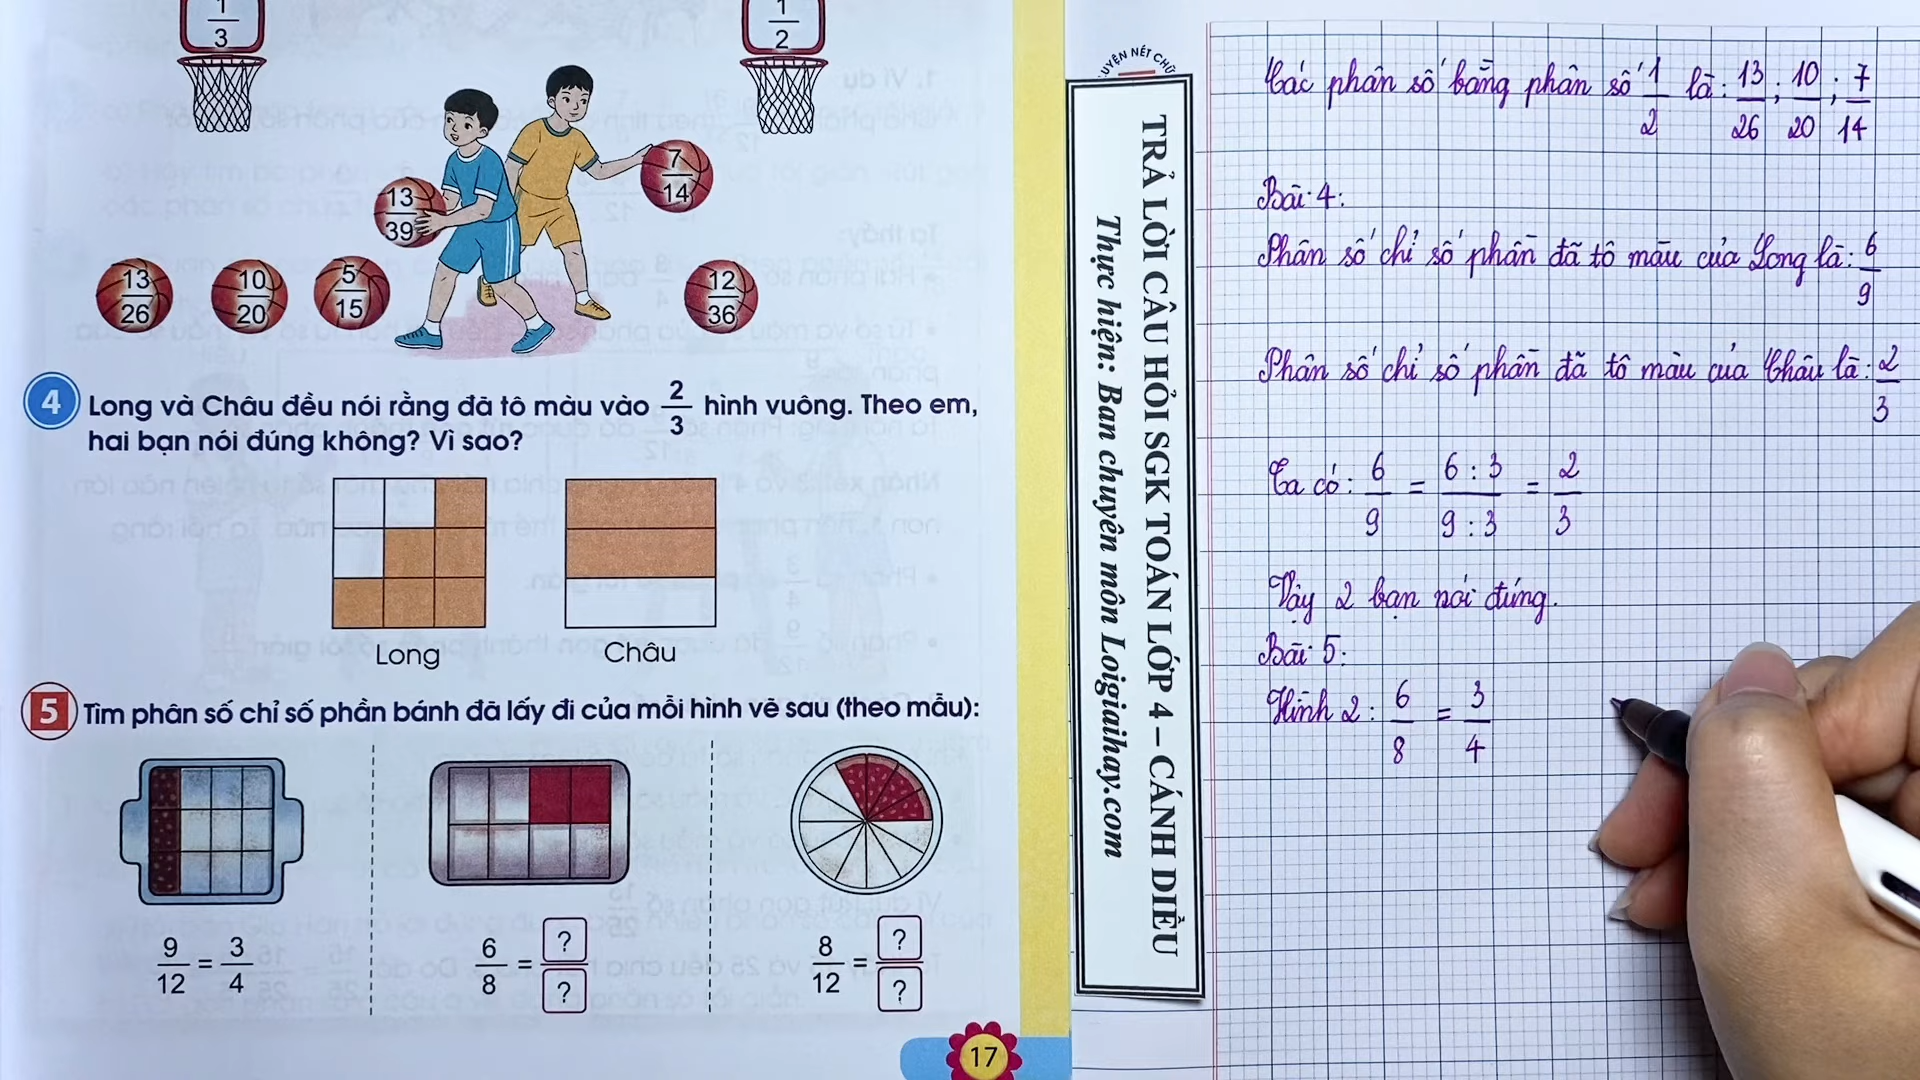 1
3
1
2
13
39
7
14
13
26
10
20
5
15
12
36
4 Long và Châu đều nói rằng đã tô màu vào 2/3 hình vuông. Theo em,
hai bạn nói đúng không? Vì sao?
Long
Châu
5 Tìm phân số chỉ số phần bánh đã lấy đi của mỗi hình vẽ sau (theo mẫu):
9/12 = 3/4
6/8 = ?/?
8/12 = ?/?
17
LUYỆN NÉT CHỮ
TRẢ LỜI CÂU HỎI SGK TOÁN LỚP 4 – CÁNH DIỀU
Thực hiện: Ban chuyên môn Loigiaihay.com
Các phân số bằng phân số 1/2 là: 13/26; 10/20; 7/14
Bài 4:
Phân số chỉ số phần đã tô màu của Long là: 6/9
Phân số chỉ số phần đã tô màu của Châu là: 2/3
Ta có: 6/9 = 6 : 3/9 : 3 = 2/3
Vậy 2 bạn nói đúng.
Bài 5:
Hình 2: 6/8 = 3/4